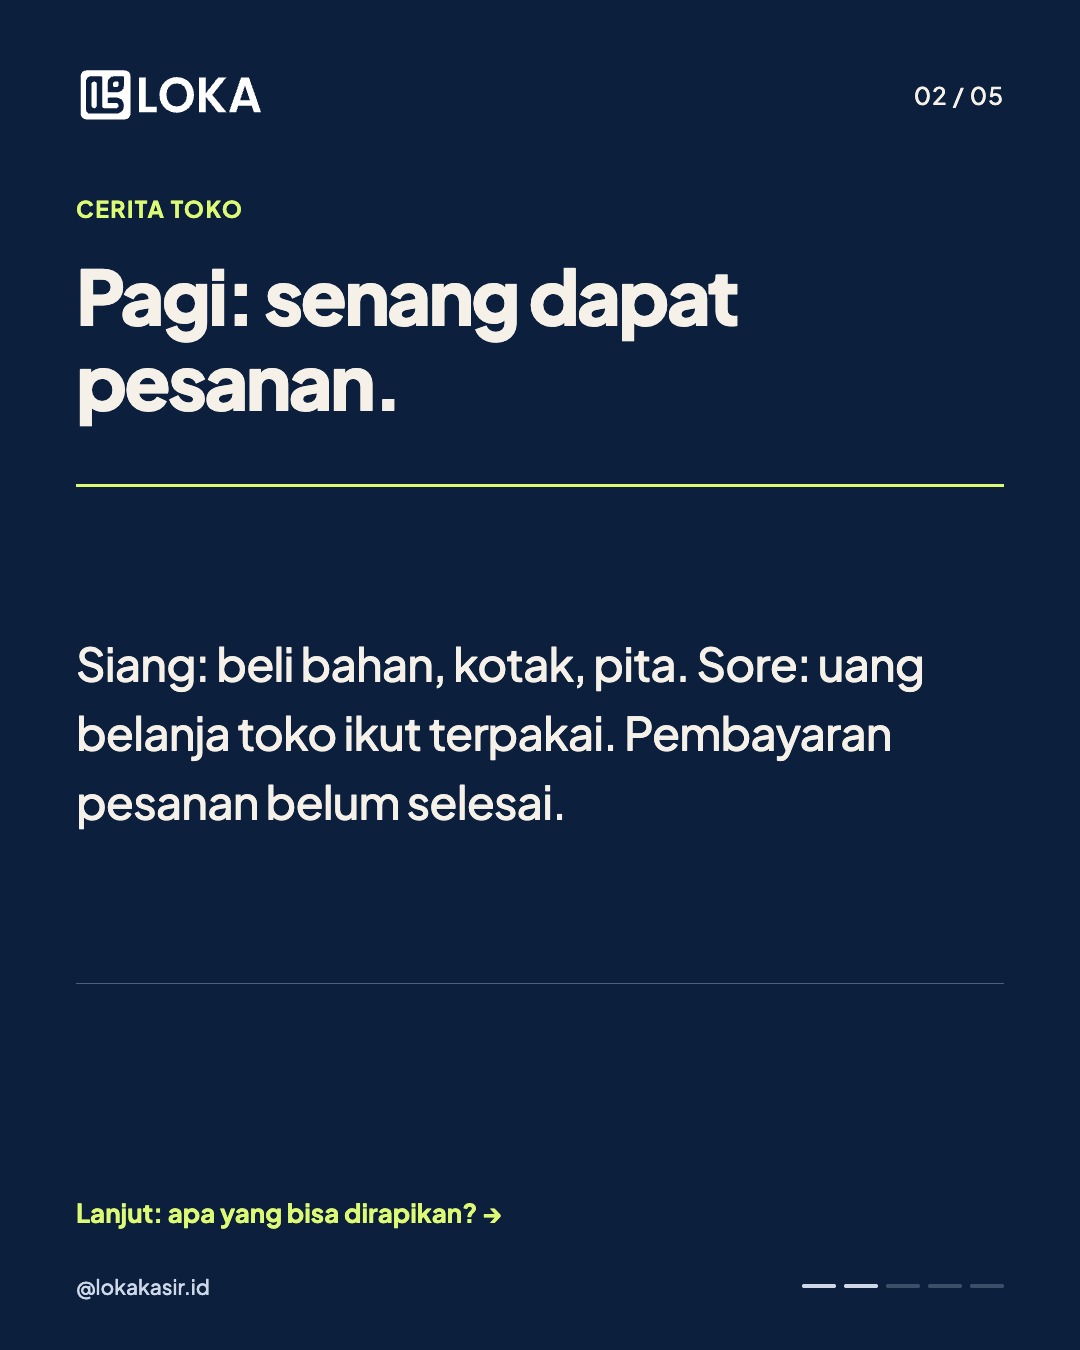 LOKA
02 / 05
CERITA TOKO
Pagi: senang dapat
pesanan.
Siang: beli bahan, kotak, pita. Sore: uang
belanja toko ikut terpakai. Pembayaran
pesanan belum selesai.
Lanjut: apa yang bisa dirapikan? →
@lokakasir.id